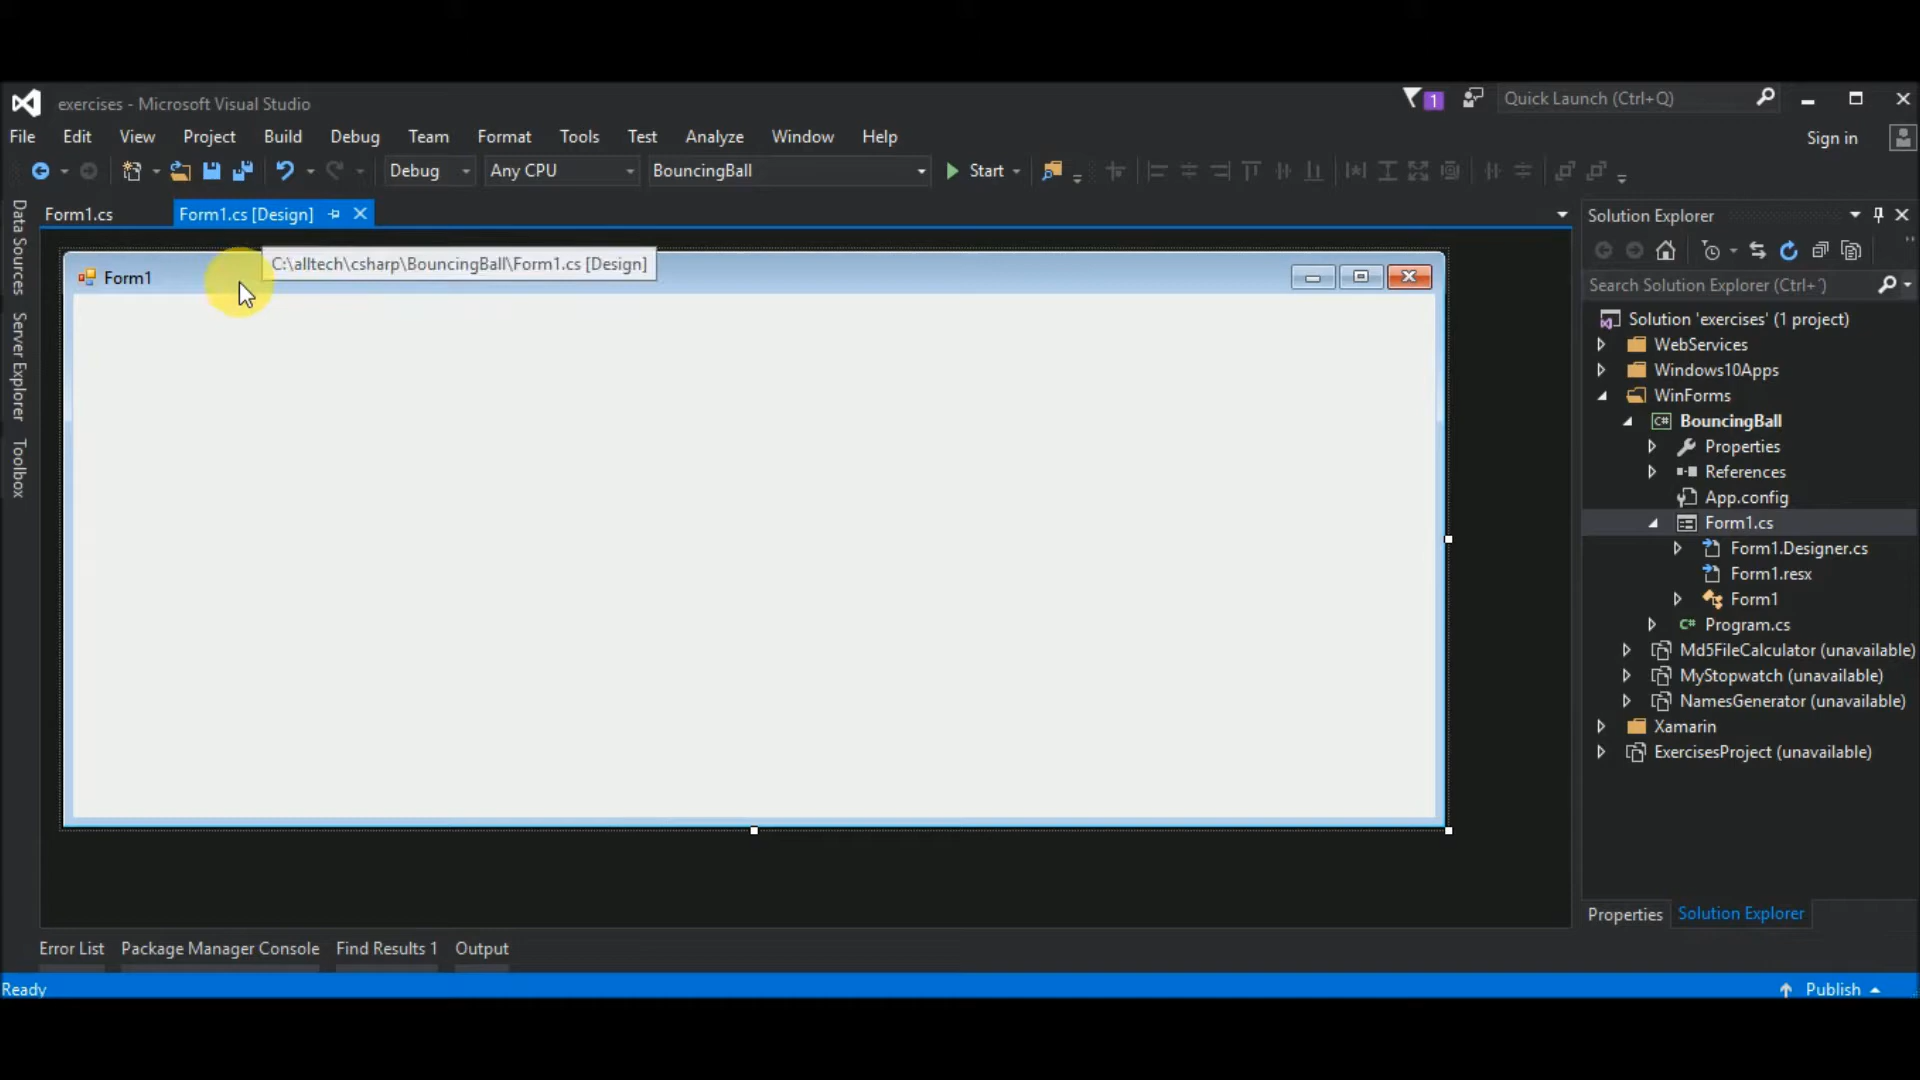 exercises - Microsoft Visual Studio
1
Quick Launch (Ctrl+Q)
File Edit View Project Build Debug Team Format Tools Test Analyze Window Help
Sign in
Debug Any CPU BouncingBall Start
Form1.cs Form1.cs [Design]
Solution Explorer
Data Sources
Server Explorer
Toolbox
C:\alltech\csharp\BouncingBall\Form1.cs [Design]
Form1
Search Solution Explorer (Ctrl+¨)
Solution 'exercises' (1 project)
WebServices
Windows10Apps
WinForms
C# BouncingBall
Properties
References
App.config
Form1.cs
Form1.Designer.cs
Form1.resx
Form1
C# Program.cs
Md5FileCalculator (unavailable)
MyStopwatch (unavailable)
NamesGenerator (unavailable)
Xamarin
ExercisesProject (unavailable)
Properties Solution Explorer
Error List Package Manager Console Find Results 1 Output
Ready
Publish